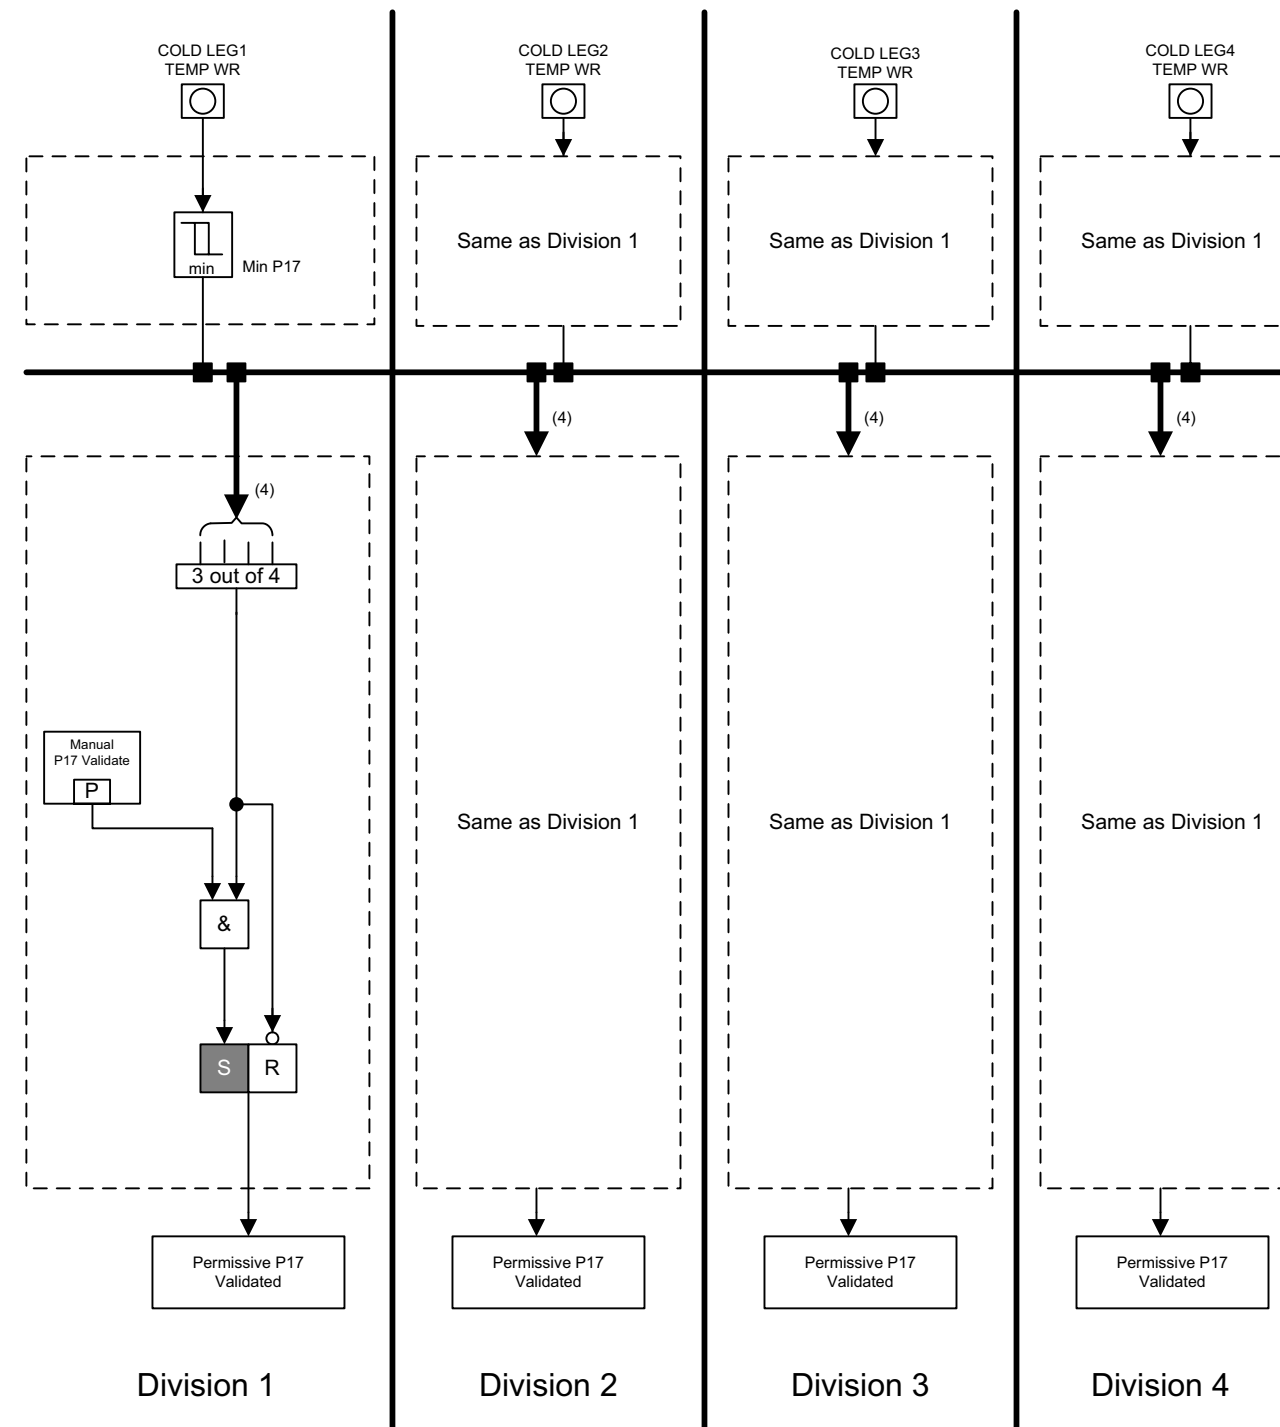 COLD LEG1
TEMP WR
COLD LEG2
TEMP WR
COLD LEG3
TEMP WR
COLD LEG4
TEMP WR
min
Min P17
Same as Division 1
Same as Division 1
Same as Division 1
(4)
(4)
(4)
(4)
3 out of 4
Manual
P17 Validate
P
&
S
R
Same as Division 1
Same as Division 1
Same as Division 1
Permissive P17
Validated
Permissive P17
Validated
Permissive P17
Validated
Permissive P17
Validated
Division 1
Division 2
Division 3
Division 4